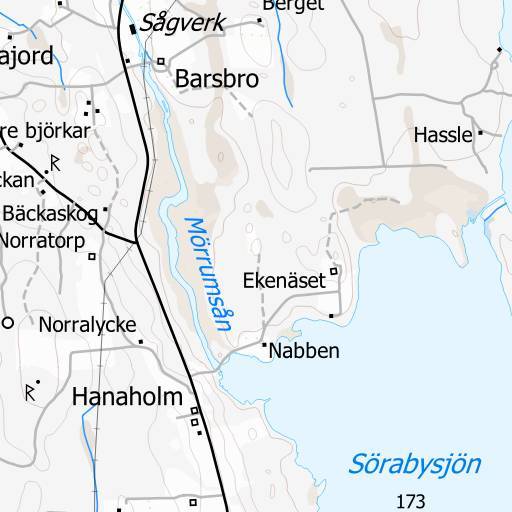 Berget
Sågverk
ajord
Barsbro
re björkar
Hassle
R
ckan
Bäckaskog
Norratorp
Mörrumsån
Ekenäset
Norralycke
Nabben
R
Hanaholm
Sörabysjön
173